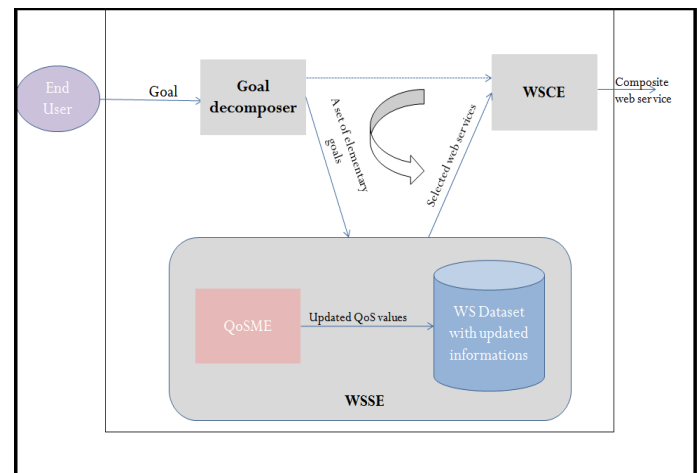 End
User
Goal
Goal
decomposer
WSCE
Composite
web service
A set of elementary
goals
Selected web services
QoSME
Updated QoS values
WS Dataset
with updated
informations
WSSE